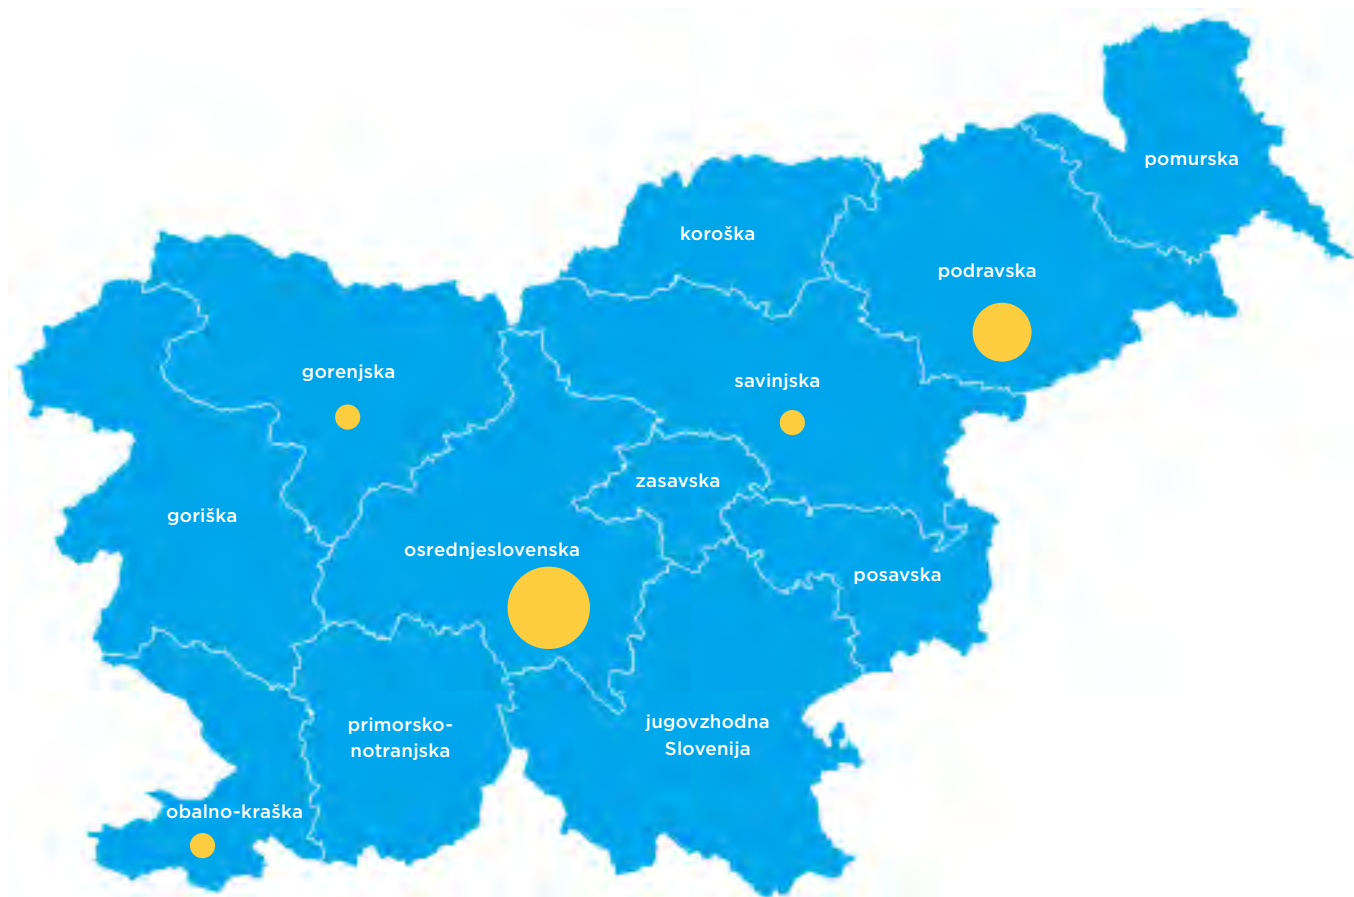 pomurska
koroška
podravska
gorenjska
savinjska
zasavska
goriška
osrednjeslovenska
posavska
primorsko-
notranjska
jugovzhodna
Slovenija
obalno-kraška